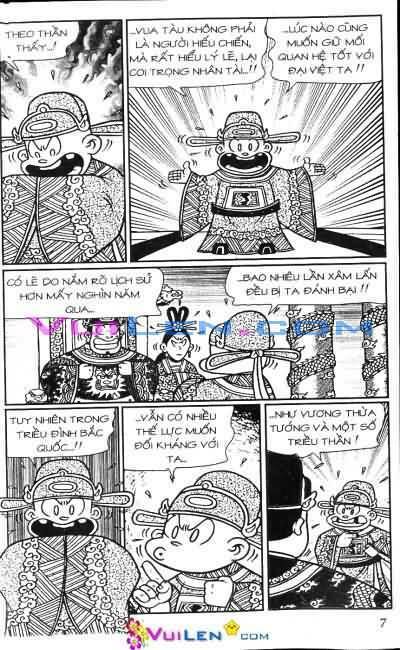 THEO THẦN
THẤY...!
..VUA TÀU KHÔNG PHẢI
LÀ NGƯỜI HIẾU CHIẾN,
MÀ RẤT HIỂU LÝ LẼ, LẠI
COI TRỌNG NHÂN TÀI...!
..LÚC NÀO CŨNG
MUỐN GIỮ MỐI
QUAN HỆ TỐT VỚI
ĐẠI VIỆT TA !!
CÓ LẼ DO NẮM RÕ LỊCH SỬ
HƠN MẤY NGHÌN NĂM
QUA...
..BAO NHIÊU LẦN XÂM LẤN
ĐỀU BỊ TA ĐÁNH BẠI !!
VUILEN.COM
TUY NHIÊN TRONG
TRIỀU ĐÌNH BẮC
QUỐC...!!
..VẪN CÓ NHIỀU
THẾ LỰC MUỐN
ĐỐI KHÁNG VỚI
TA...
..NHƯ VƯƠNG THỪA
TƯỚNG VÀ MỘT SỐ
TRIỀU THẦN !
7
VUILEN.COM